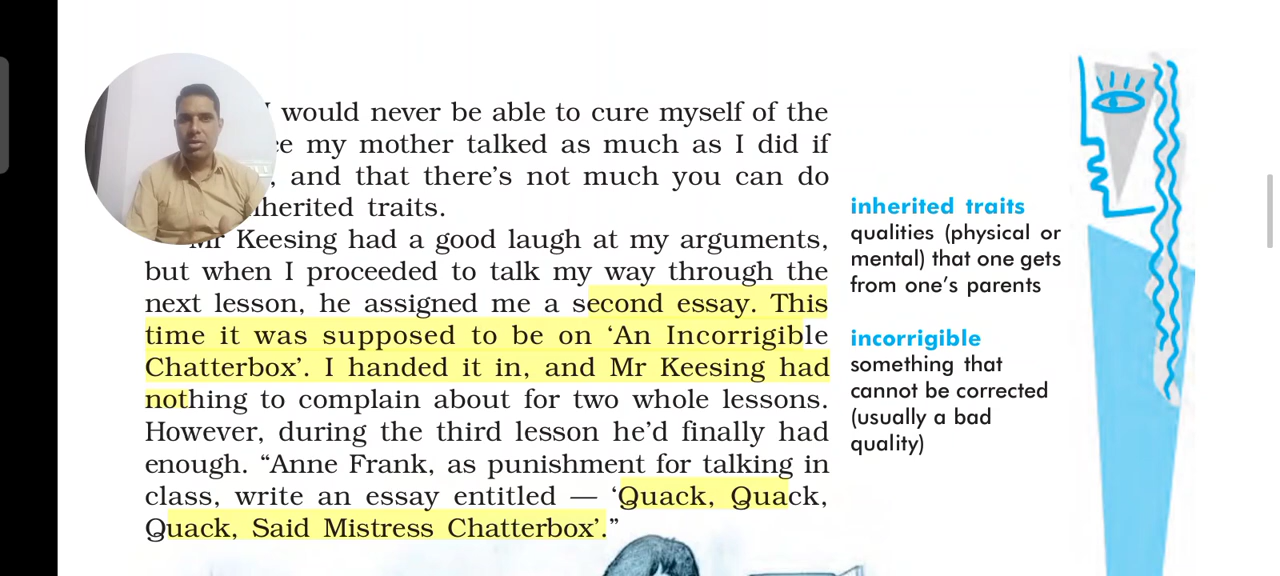 would never be able to cure myself of the
my mother talked as much as I did if
, and that there's not much you can do
inherited traits.
Mr Keesing had a good laugh at my arguments,
but when I proceeded to talk my way through the
next lesson, he assigned me a second essay. This
time it was supposed to be on ‘An Incorrigible
Chatterbox’. I handed it in, and Mr Keesing had
nothing to complain about for two whole lessons.
However, during the third lesson he’d finally had
enough. “Anne Frank, as punishment for talking in
class, write an essay entitled — ‘Quack, Quack,
Quack, Said Mistress Chatterbox’.”
inherited traits
qualities (physical or
mental) that one gets
from one’s parents
incorrigible
something that
cannot be corrected
(usually a bad
quality)